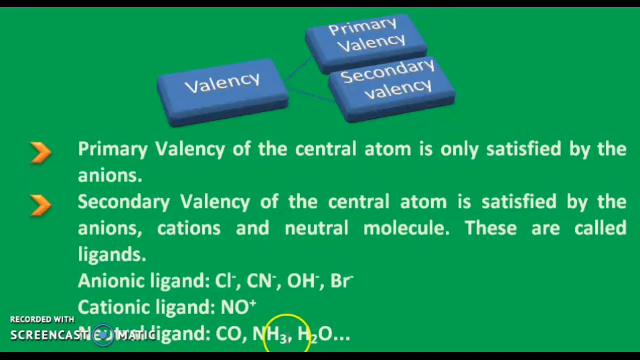 Primary
Valency
Valency
Secondary
valency
Primary Valency of the central atom is only satisfied by the
anions.
Secondary Valency of the central atom is satisfied by the
anions, cations and neutral molecule. These are called
ligands.
Anionic ligand: Cl⁻, CN⁻, OH⁻, Br⁻
Cationic ligand: NO⁺
Neutral ligand: CO, NH₃, H₂O...
RECORDED WITH
SCREENCAST MATIC